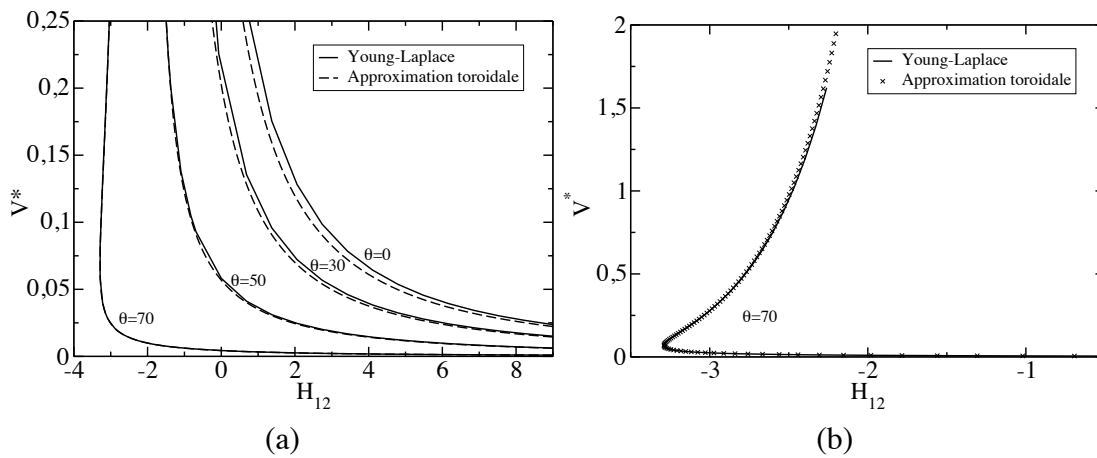 0,25
0,2
0,15
0,1
0,05
0
V*
Young-Laplace
Approximation toroidale
θ=0
θ=30
θ=50
θ=70
-4 -2 0 2 4 6 8
H12
(a)
2
1,5
1
0,5
0
V*
Young-Laplace
Approximation toroidale
θ=70
-3 -2 -1
H12
(b)